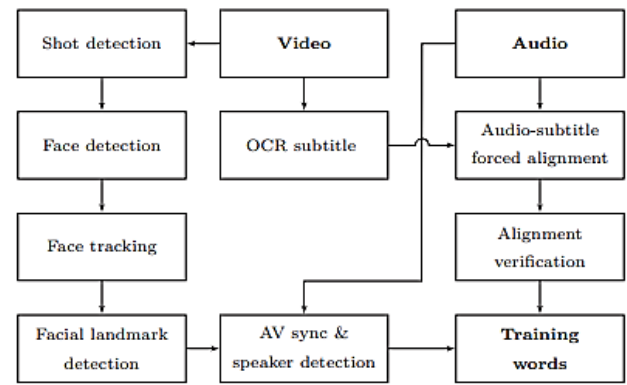 Shot detection
Video
Audio
Face detection
OCR subtitle
Audio-subtitle
forced alignment
Face tracking
Alignment
verification
Facial landmark
detection
AV sync &
speaker detection
Training
words